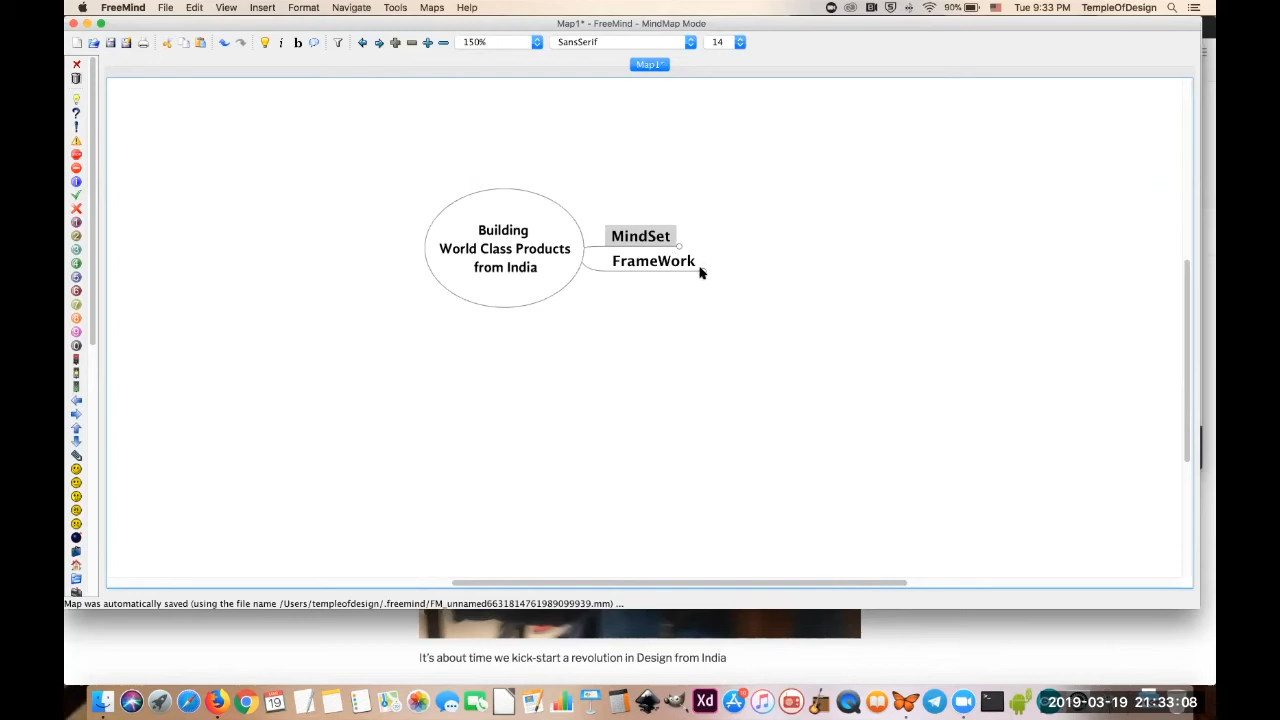 FreeMind File Edit View Insert Format Navigate Tools Maps Help 90% Tue 9:33 PM TempleOfDesign
Map1* - FreeMind - MindMap Mode
150% SansSerif 14
Map1*
Building
World Class Products
from India
MindSet
FrameWork
Map was automatically saved (using the file name /Users/templeofdesign/.freemind/FM_unnamed6631814761989099939.mm) ...
It's about time we kick-start a revolution in Design from India
2019-03-19 21:33:08